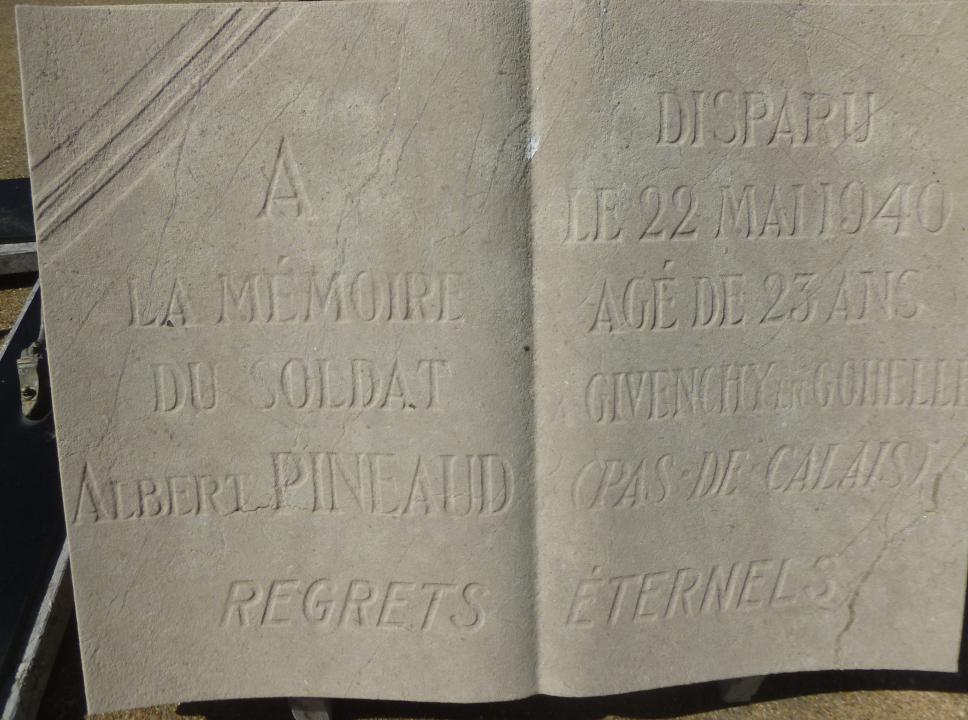 A
LA MÉMOIRE
DU SOLDAT
ALBERT PINEAUD
RÉGRETS ÉTERNELS
DISPARU
LE 22 MAI 1940
AGÉ DE 23 ANS
GIVENCHY EN GOHELLE
(PAS-DE-CALAIS)